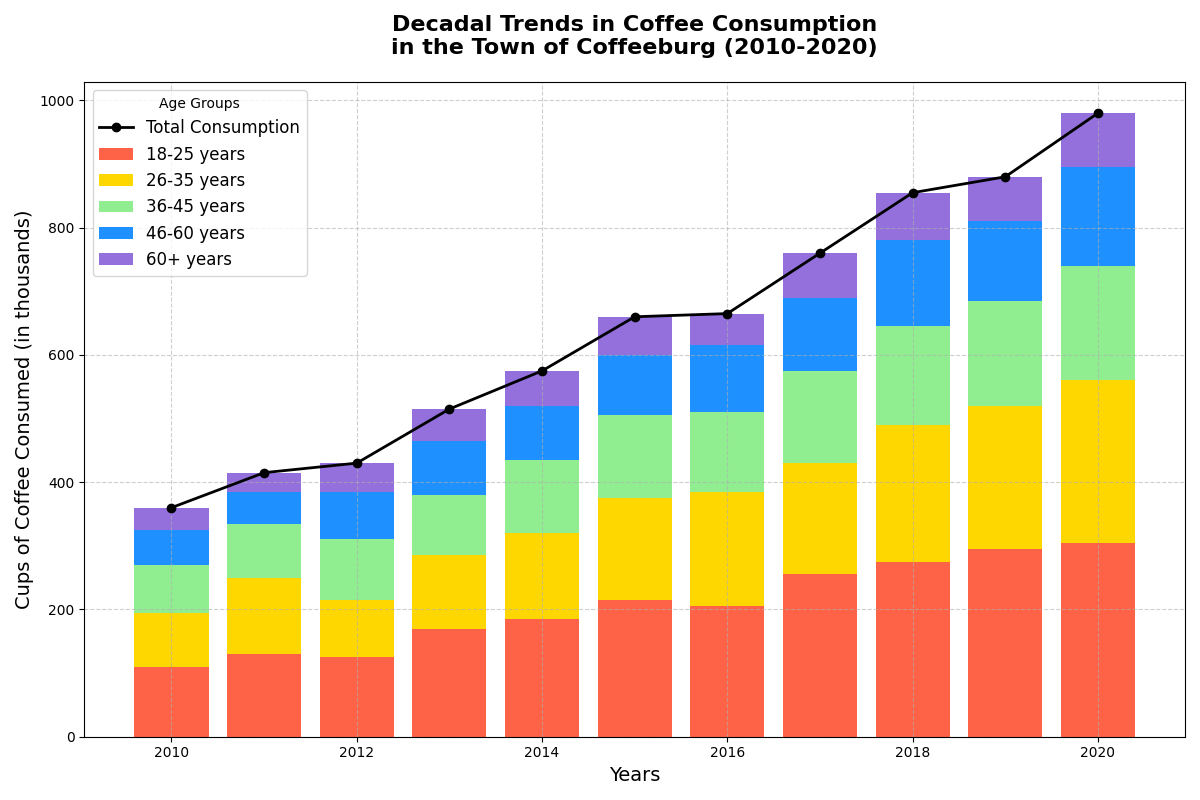 Decadal Trends in Coffee Consumption
in the Town of Coffeeburg (2010-2020)
Cups of Coffee Consumed (in thousands)
1000
800
600
400
200
0
Age Groups
Total Consumption
18-25 years
26-35 years
36-45 years
46-60 years
60+ years
2010 2012 2014 2016 2018 2020
Years